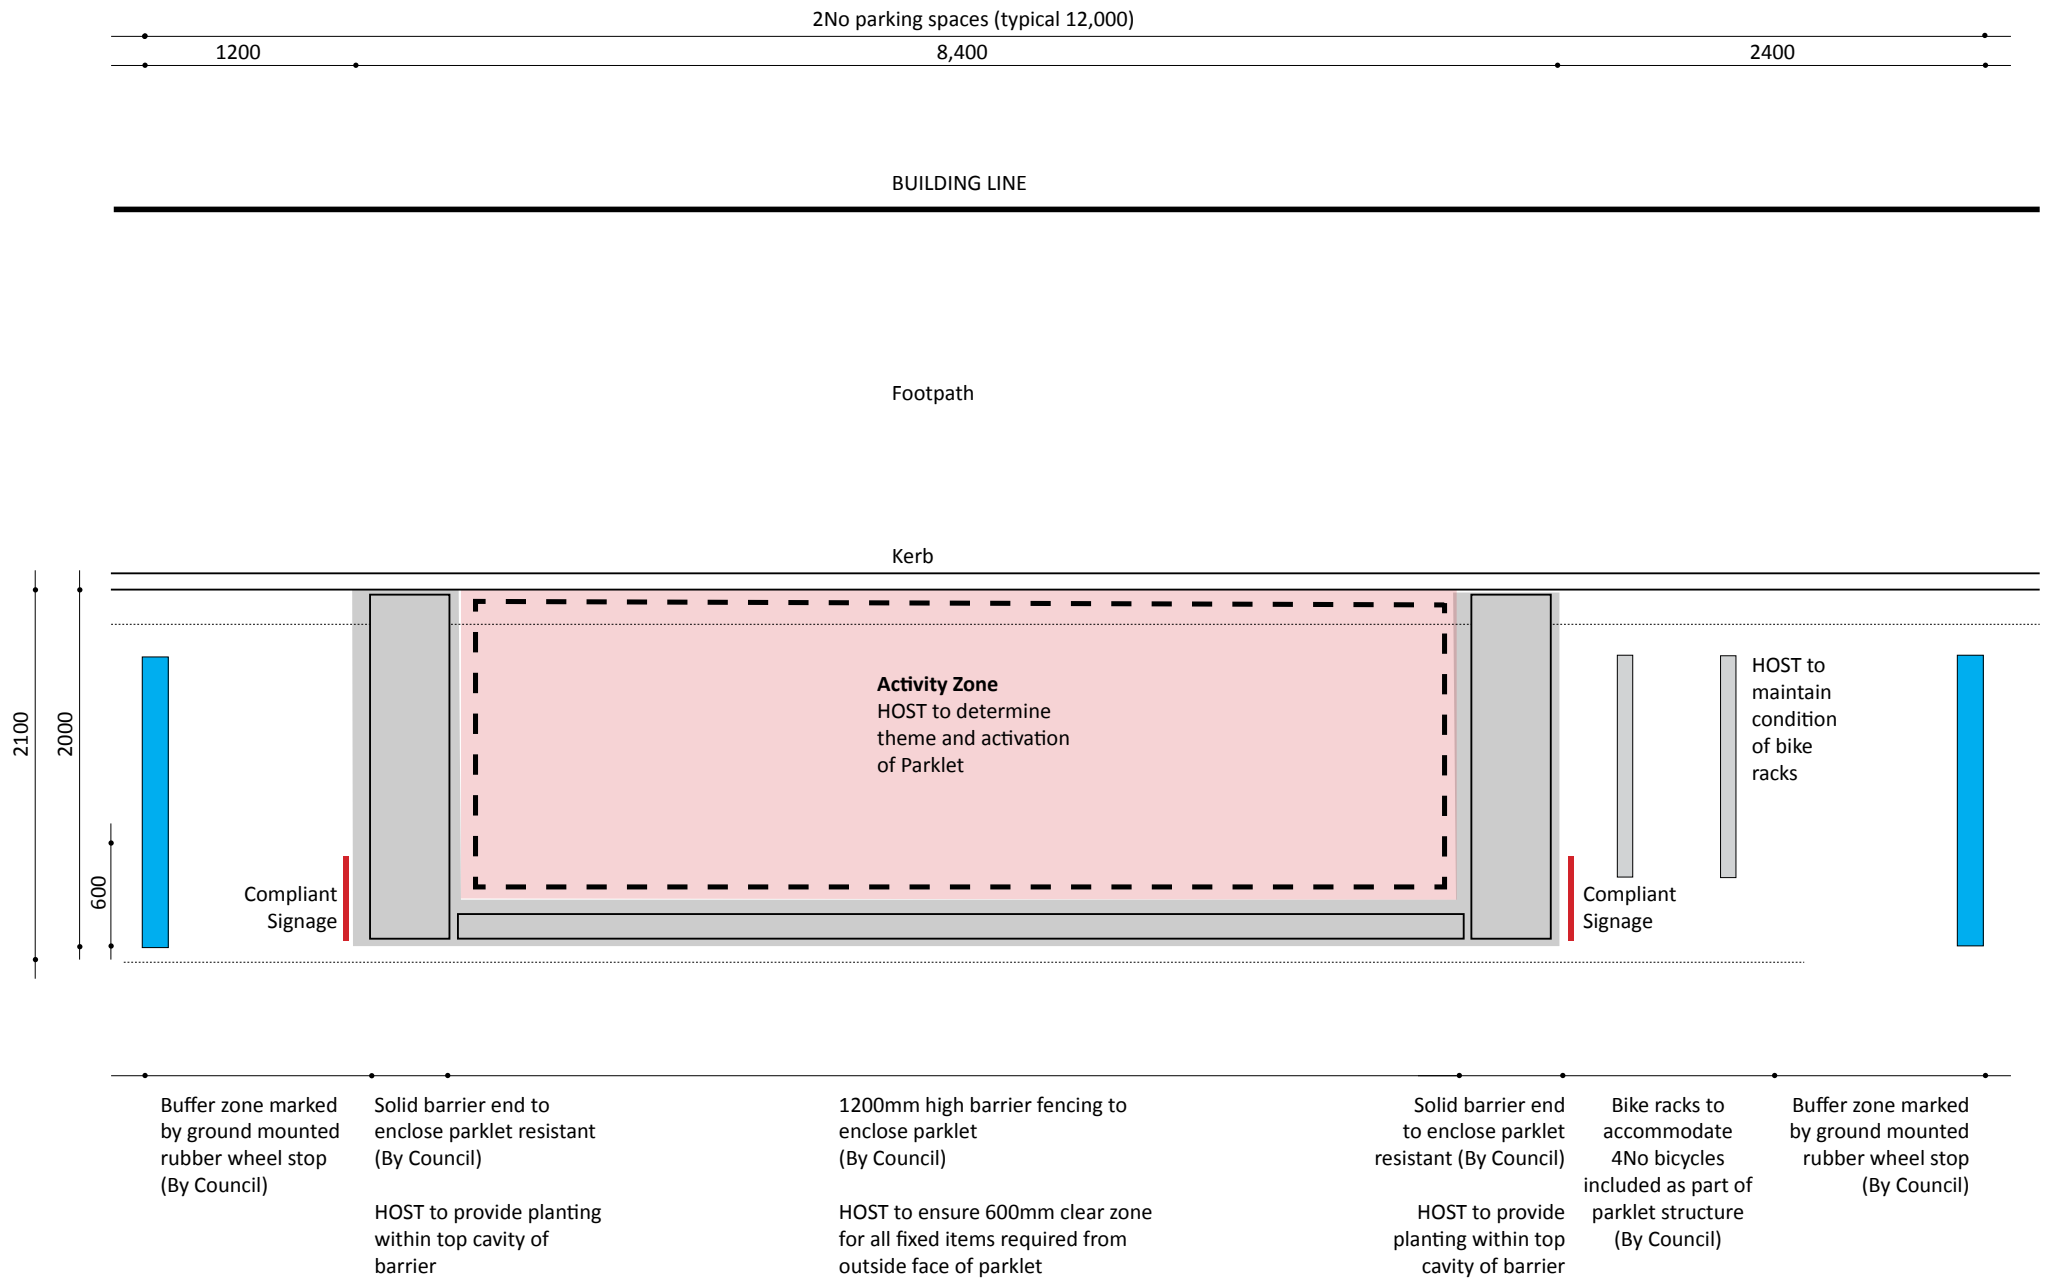 2No parking spaces (typical 12,000)
1200
8,400
2400
BUILDING LINE
Footpath
Kerb
2100
2000
600
Activity Zone
HOST to determine
theme and activation
of Parklet
HOST to
maintain
condition
of bike
racks
Compliant
Signage
Compliant
Signage
Buffer zone marked
by ground mounted
rubber wheel stop
(By Council)
Solid barrier end to
enclose parklet resistant
(By Council)
HOST to provide planting
within top cavity of
barrier
1200mm high barrier fencing to
enclose parklet
(By Council)
HOST to ensure 600mm clear zone
for all fixed items required from
outside face of parklet
Solid barrier end
to enclose parklet
resistant (By Council)
HOST to provide
planting within top
cavity of barrier
Bike racks to
accommodate
4No bicycles
included as part of
parklet structure
(By Council)
Buffer zone marked
by ground mounted
rubber wheel stop
(By Council)